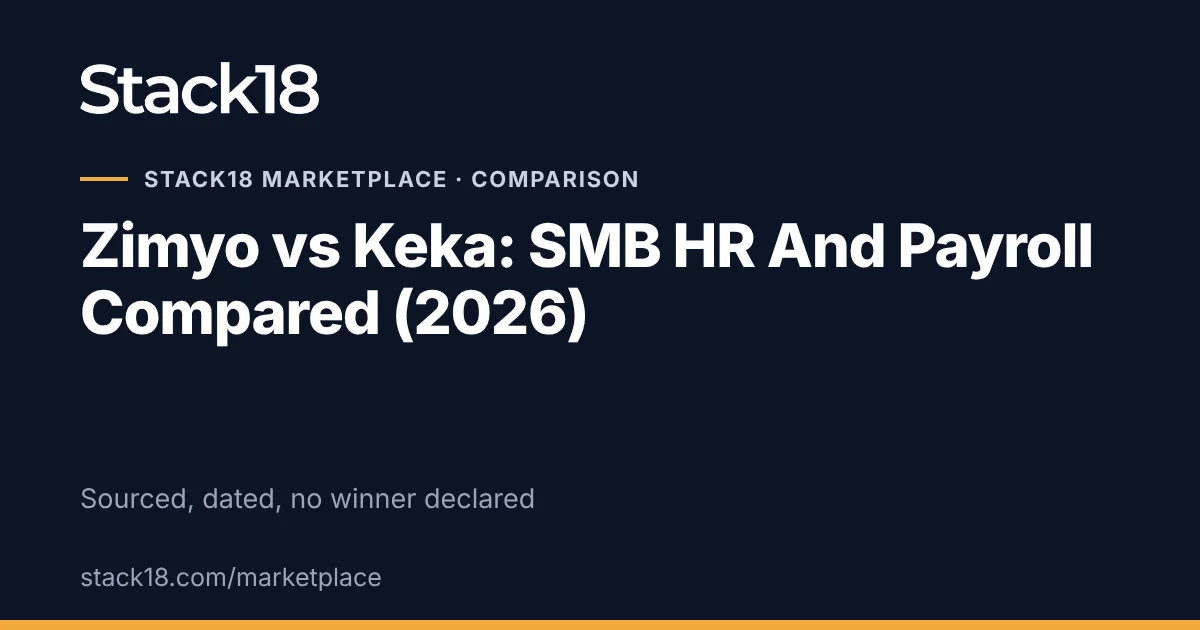 Stack18
STACK18 MARKETPLACE · COMPARISON
Zimyo vs Keka: SMB HR And Payroll
Compared (2026)
Sourced, dated, no winner declared
stack18.com/marketplace